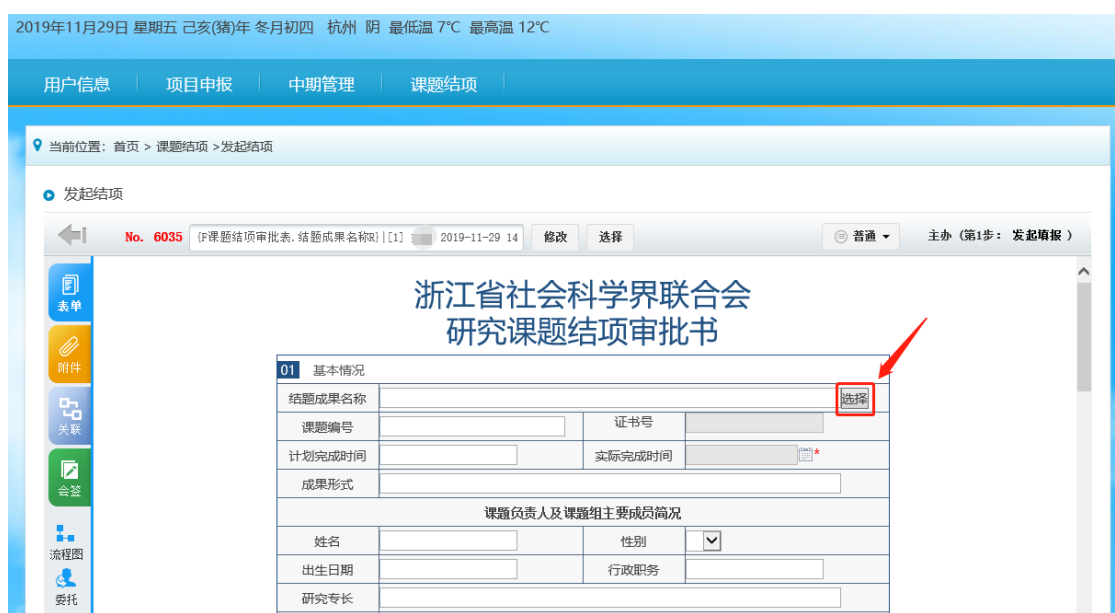 2019年11月29日 星期五 己亥(猪)年 冬月初四 杭州 阴 最低温 7℃ 最高温 12℃
用户信息 项目申报 中期管理 课题结项
当前位置：首页 > 课题结项 >发起结项
发起结项
No. 6035 {P课题结项审批表.结题成果名称R}|[1] 2019-11-29 14 修改 选择 普通 主办（第1步： 发起填报 ）
表单
附件
关联
会签
流程图
委托
浙江省社会科学界联合会
研究课题结项审批书
01 基本情况
结题成果名称 选择
课题编号 证书号
计划完成时间 实际完成时间 *
成果形式
课题负责人及课题组主要成员简况
姓名 性别
出生日期 行政职务
研究专长